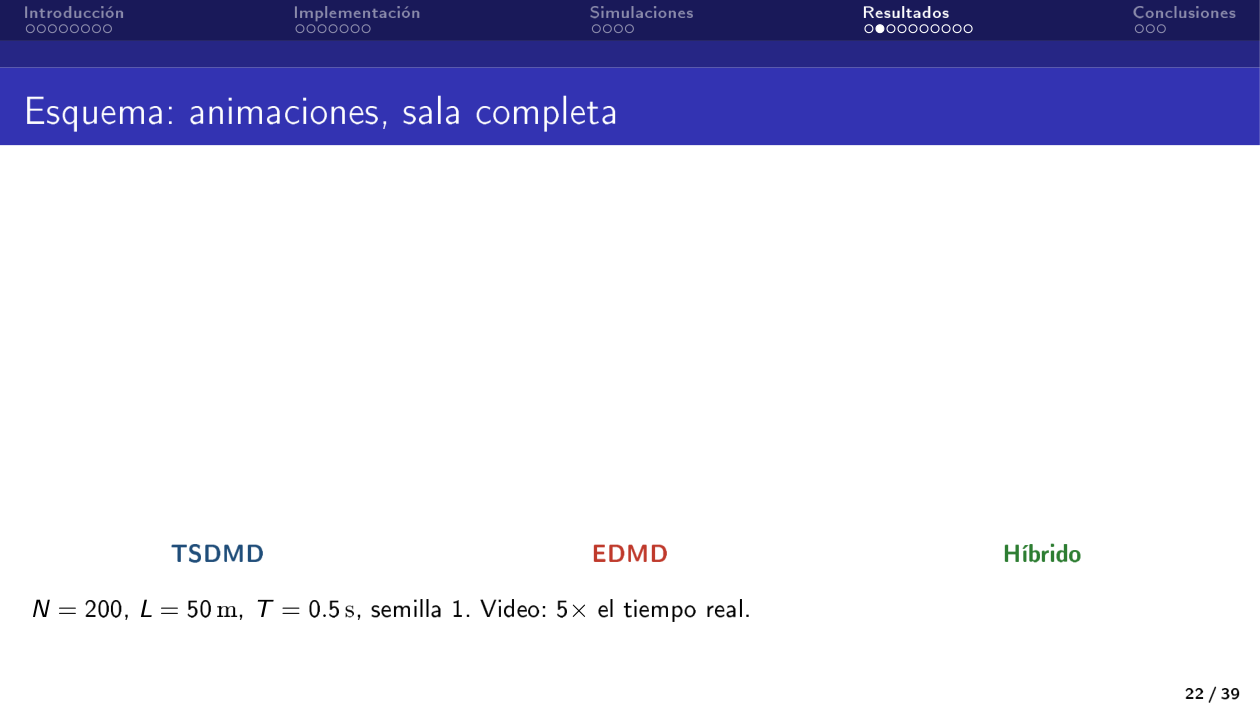 Introducción Implementación Simulaciones Resultados Conclusiones
Esquema: animaciones, sala completa
TSDMD EDMD Híbrido
N = 200, L = 50 m, T = 0.5 s, semilla 1. Video: 5× el tiempo real.
22 / 39